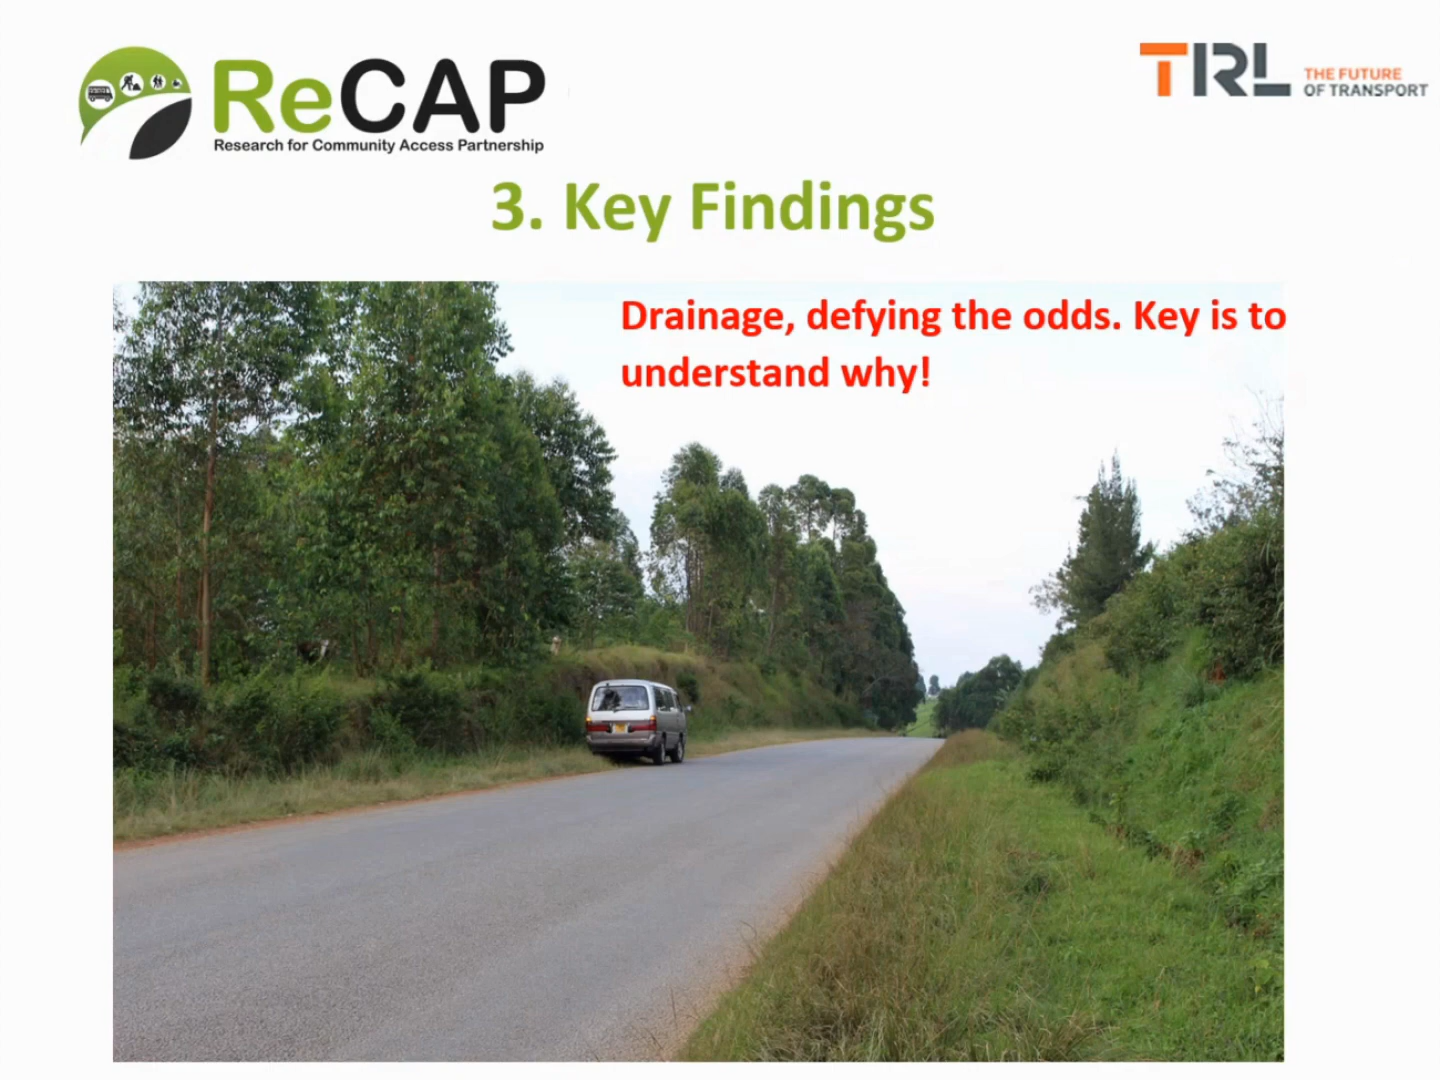 ReCAP
Research for Community Access Partnership
TRL THE FUTURE
OF TRANSPORT
3. Key Findings
Drainage, defying the odds. Key is to
understand why!